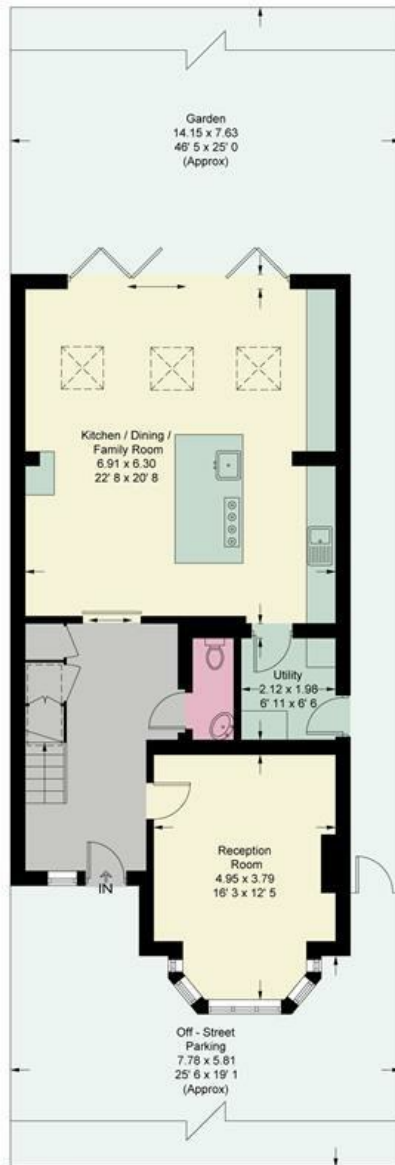 Garden
14.15 x 7.63
46' 5 x 25' 0
(Approx)
Kitchen / Dining /
Family Room
6.91 x 6.30
22' 8 x 20' 8
Utility
2.12 x 1.98
6' 11 x 6' 6
Reception
Room
4.95 x 3.79
16' 3 x 12' 5
IN
Off - Street
Parking
7.78 x 5.81
25' 6 x 19' 1
(Approx)